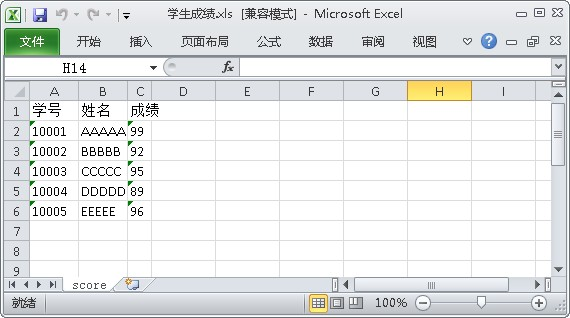 学生成绩.xls [兼容模式] - Microsoft Excel
文件 开始 插入 页面布局 公式 数据 审阅 视图
H14 fx
A B C D E F G H I
1 学号 姓名 成绩
2 10001 AAAAA 99
3 10002 BBBBB 92
4 10003 CCCCC 95
5 10004 DDDDD 89
6 10005 EEEEE 96
7
8
9
score
就绪 100%